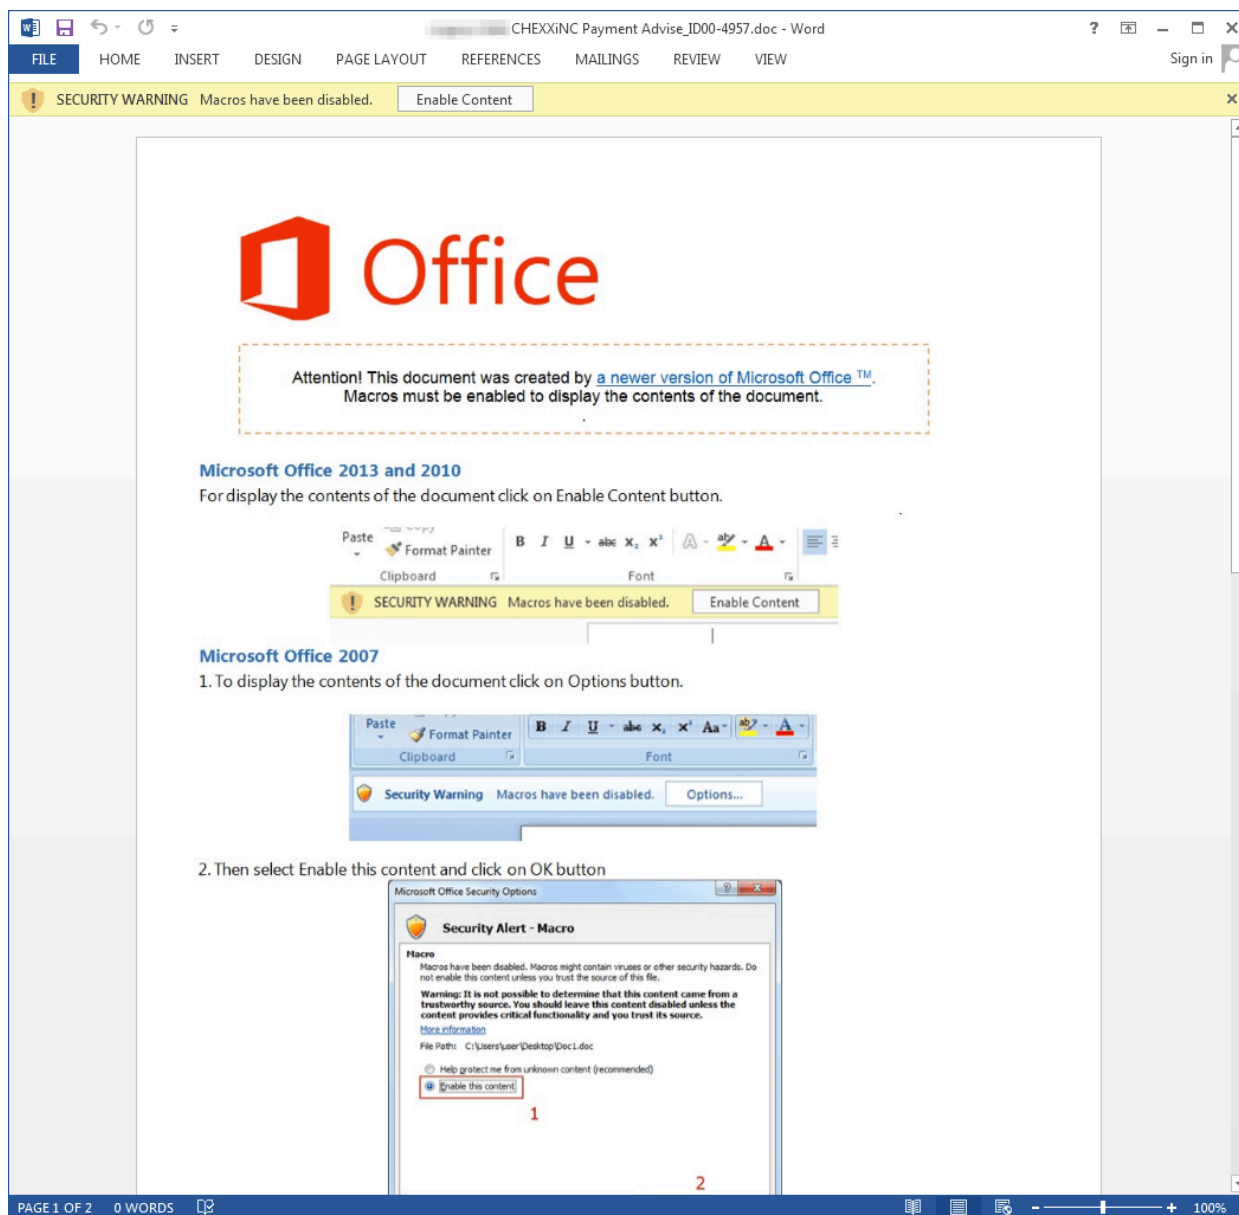 CHEXXiNC Payment Advise_ID00-4957.doc - Word
FILE HOME INSERT DESIGN PAGE LAYOUT REFERENCES MAILINGS REVIEW VIEW Sign in
SECURITY WARNING Macros have been disabled. Enable Content
Office
Attention! This document was created by a newer version of Microsoft Office ™.
Macros must be enabled to display the contents of the document.
Microsoft Office 2013 and 2010
For display the contents of the document click on Enable Content button.
Paste
Format Painter
B I U abc X₂ X² A ab A
Clipboard Font
SECURITY WARNING Macros have been disabled. Enable Content
Microsoft Office 2007
1. To display the contents of the document click on Options button.
Paste
Format Painter
B I U abc X₂ X² Aa ab A
Clipboard Font
Security Warning Macros have been disabled. Options...
2. Then select Enable this content and click on OK button
Microsoft Office Security Options
Security Alert - Macro
Macro
Macros have been disabled. Macros might contain viruses or other security hazards. Do
not enable this content unless you trust the source of this file.
Warning: It is not possible to determine that this content came from a
trustworthy source. You should leave this content disabled unless the
content provides critical functionality and you trust its source.
More information
File Path: C:\Users\user\Desktop\Doc1.doc
Help protect me from unknown content (recommended)
Enable this content
1
2
PAGE 1 OF 2 0 WORDS 100%